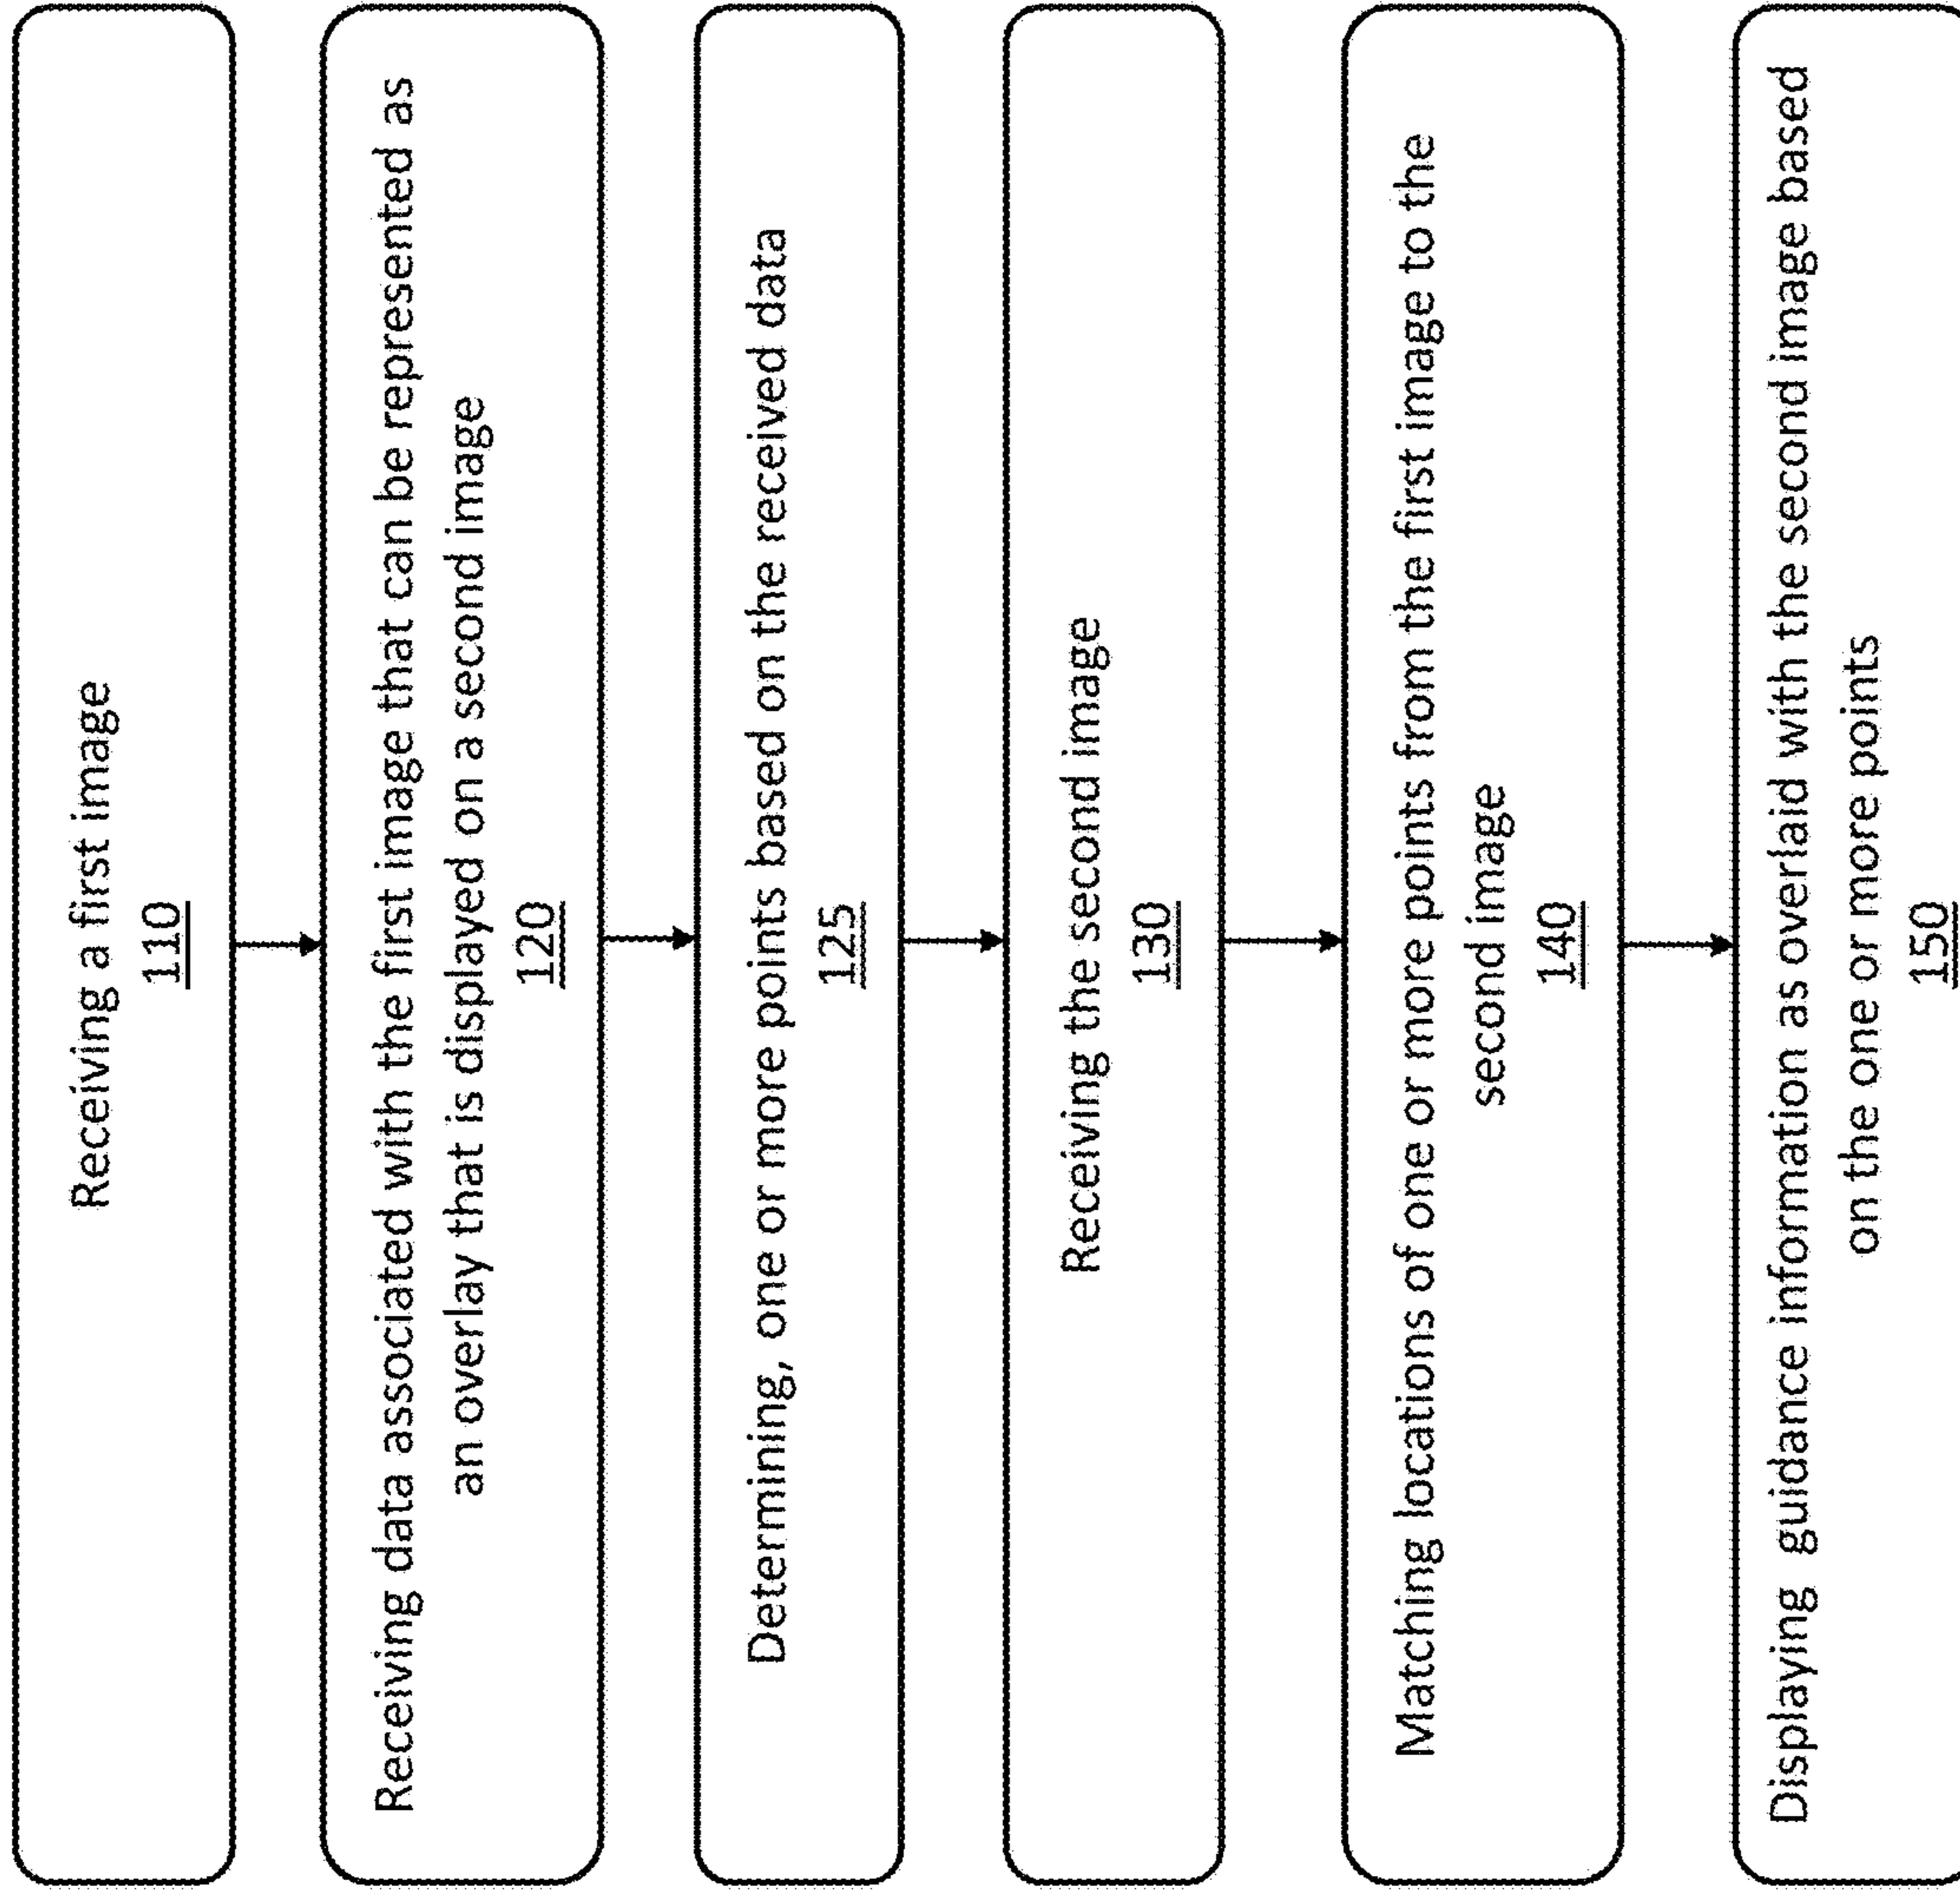 Receiving a first image
110
Receiving data associated with the first image that can be represented as
an overlay that is displayed on a second image
120
Determining, one or more points based on the received data
125
Receiving the second image
130
Matching locations of one or more points from the first image to the
second image
140
Displaying guidance information as overlaid with the second image based
on the one or more points
150